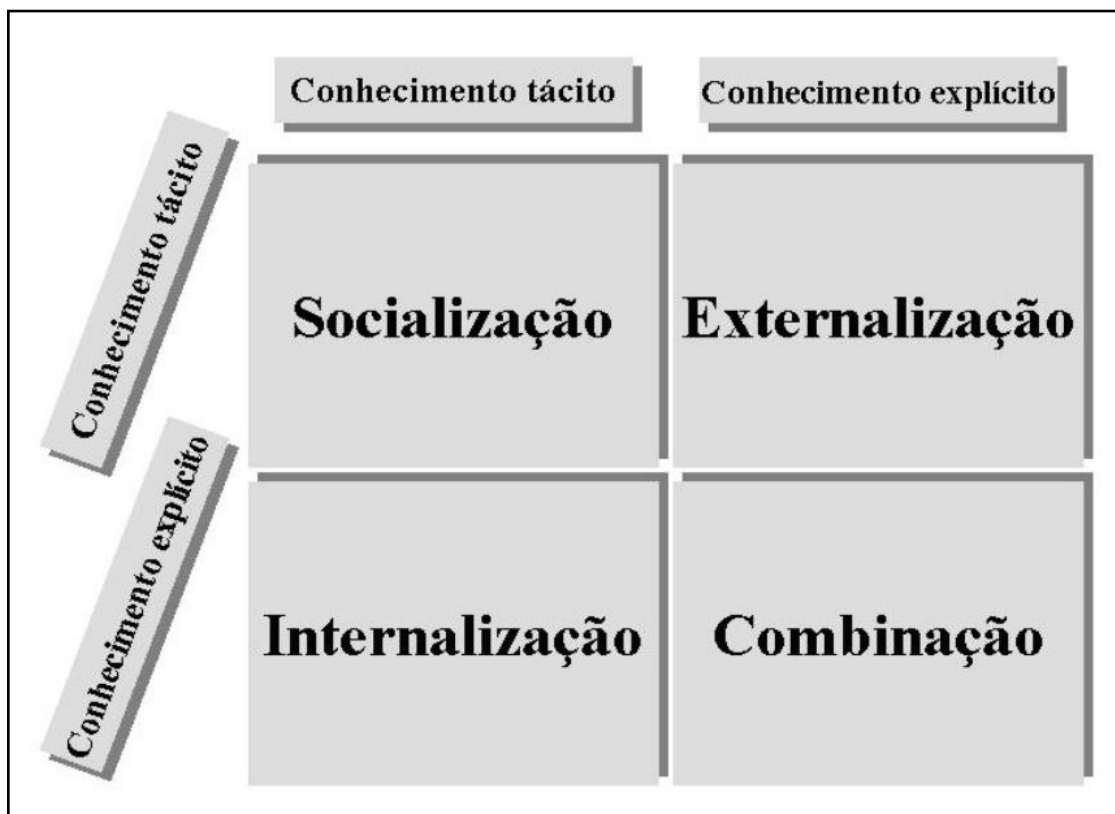 Conhecimento tácito
Conhecimento explícito
Conhecimento tácito
Socialização
Externalização
Conhecimento explícito
Internalização
Combinação